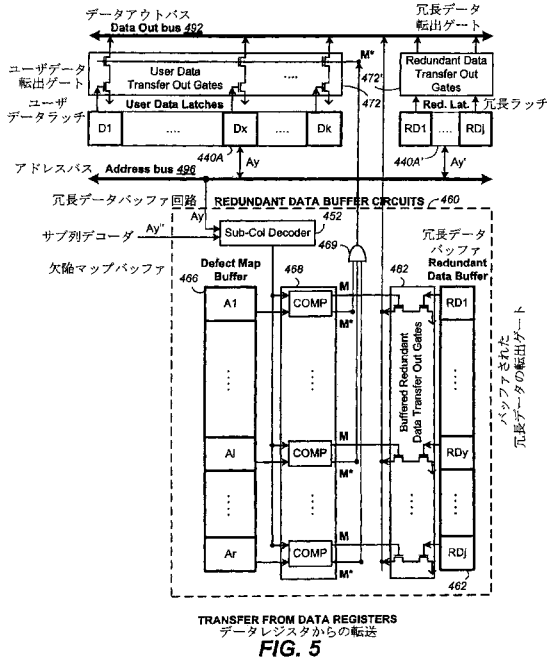 データアウトバス
Data Out bus 492
冗長データ
転出ゲート
M*
ユーザデータ
転出ゲート
User Data
Transfer Out Gates
....
472'
472
Redundant Data
Transfer Out
Gates
ユーザ
データラッチ
User Data Latches
Red. Lat.
冗長ラッチ
D1
....
Dx
....
Dk
RD1
....
RDj
440A
Ay
440A'
Ay'
アドレスバス
Address bus 496
冗長データバッファ回路
REDUNDANT DATA BUFFER CIRCUITS
460
Ay
Ay"
サブ列デコーダ
452
Sub-Col Decoder
469
冗長データ
バッファ
欠陥マップバッファ
Defect Map
Buffer
466
468
462
Redundant
Data Buffer
A1
COMP
M
M*
RD1
Buffered Redundant
Data Transfer Out Gates
バッファされた
冗長データの転出ゲート
Al
COMP
M
M*
RDy
Ar
COMP
M
M*
RDj
462
TRANSFER FROM DATA REGISTERS
データレジスタからの転送
FIG. 5